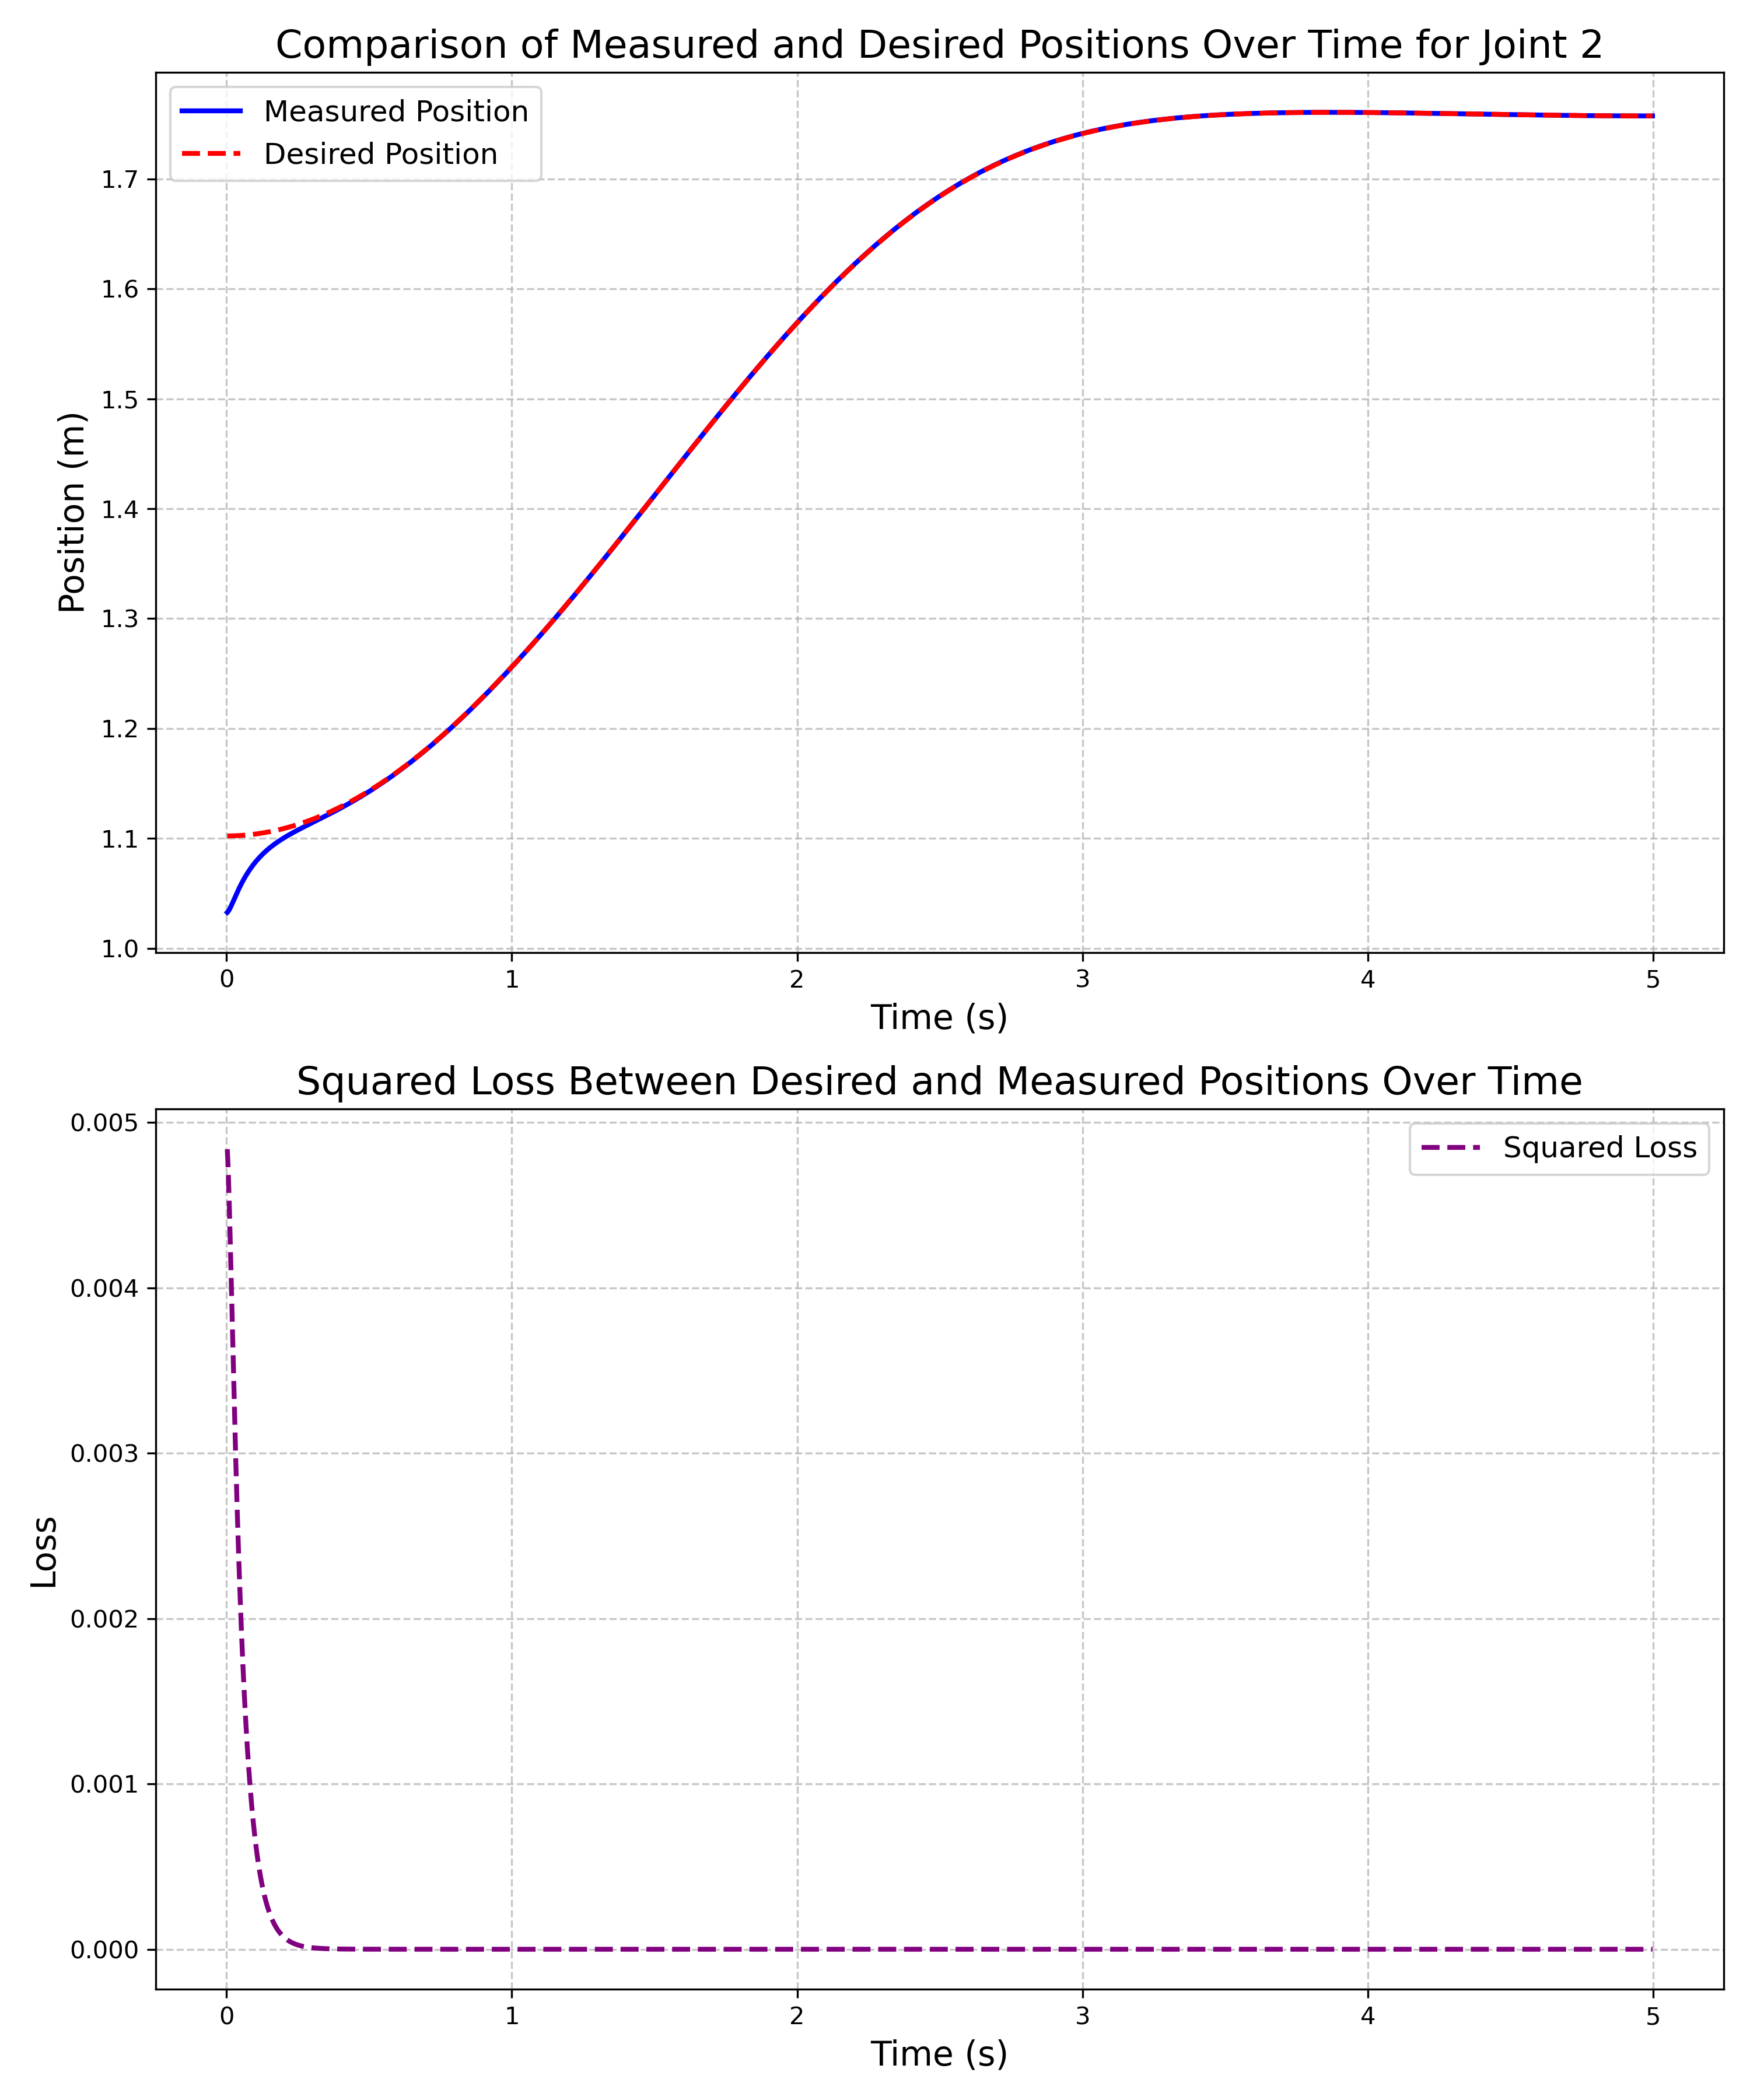 Comparison of Measured and Desired Positions Over Time for Joint 2
Measured Position
Desired Position
1.7
1.6
1.5
1.4
1.3
1.2
1.1
1.0
Position (m)
0 1 2 3 4 5
Time (s)
Squared Loss Between Desired and Measured Positions Over Time
Squared Loss
0.005
0.004
0.003
0.002
0.001
0.000
Loss
0 1 2 3 4 5
Time (s)